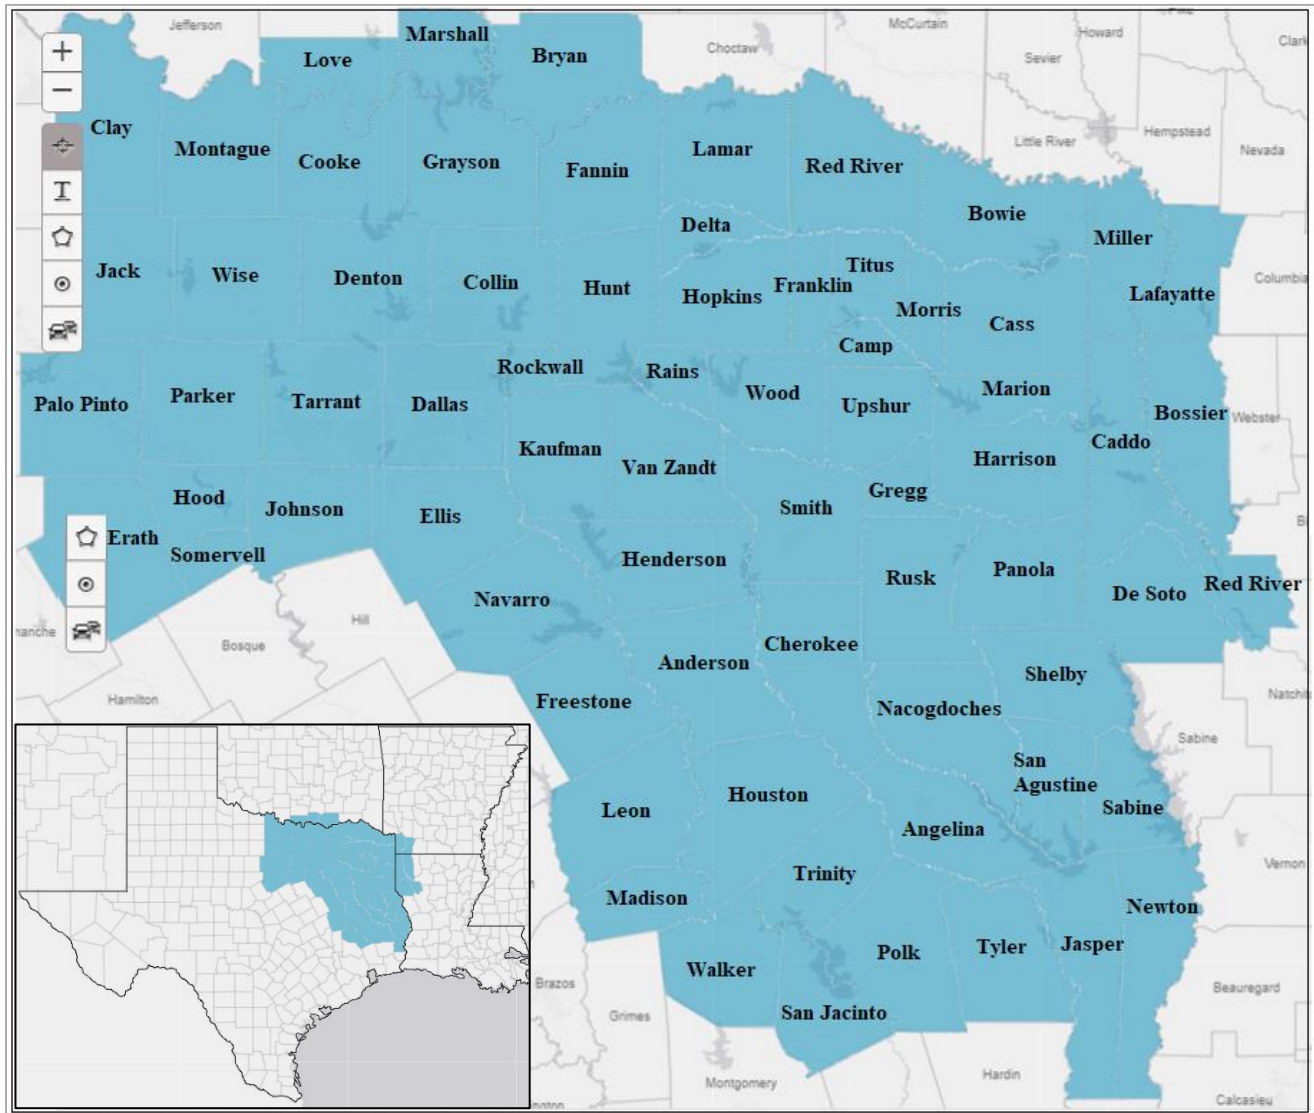 Jefferson
Marshall
McCurtain
Pike
Howard
Clark
Love
Bryan
Choctaw
Sevier
+
−
Clay
Montague
Cooke
Grayson
Fannin
Lamar
Red River
Little River
Hempstead
Nevada
T
Delta
Bowie
Miller
Jack
Wise
Denton
Collin
Hunt
Hopkins
Franklin
Titus
Morris
Cass
Lafayatte
Columbia
Camp
Palo Pinto
Parker
Tarrant
Dallas
Rockwall
Rains
Wood
Upshur
Marion
Bossier
Webster
Caddo
Kaufman
Van Zandt
Harrison
Hood
Johnson
Ellis
Smith
Gregg
Erath
Somervell
Henderson
Rusk
Panola
De Soto
Red River
B
Navarro
manche
Bosque
Hill
Anderson
Cherokee
Shelby
Hamilton
Freestone
Nacogdoches
Natchit
Sabine
San
Agustine
Leon
Houston
Angelina
Sabine
Trinity
Vernon
Madison
Newton
Walker
Polk
Tyler
Jasper
Brazos
Grimes
San Jacinto
Beauregard
Montgomery
Hardin
Calcasieu
ington